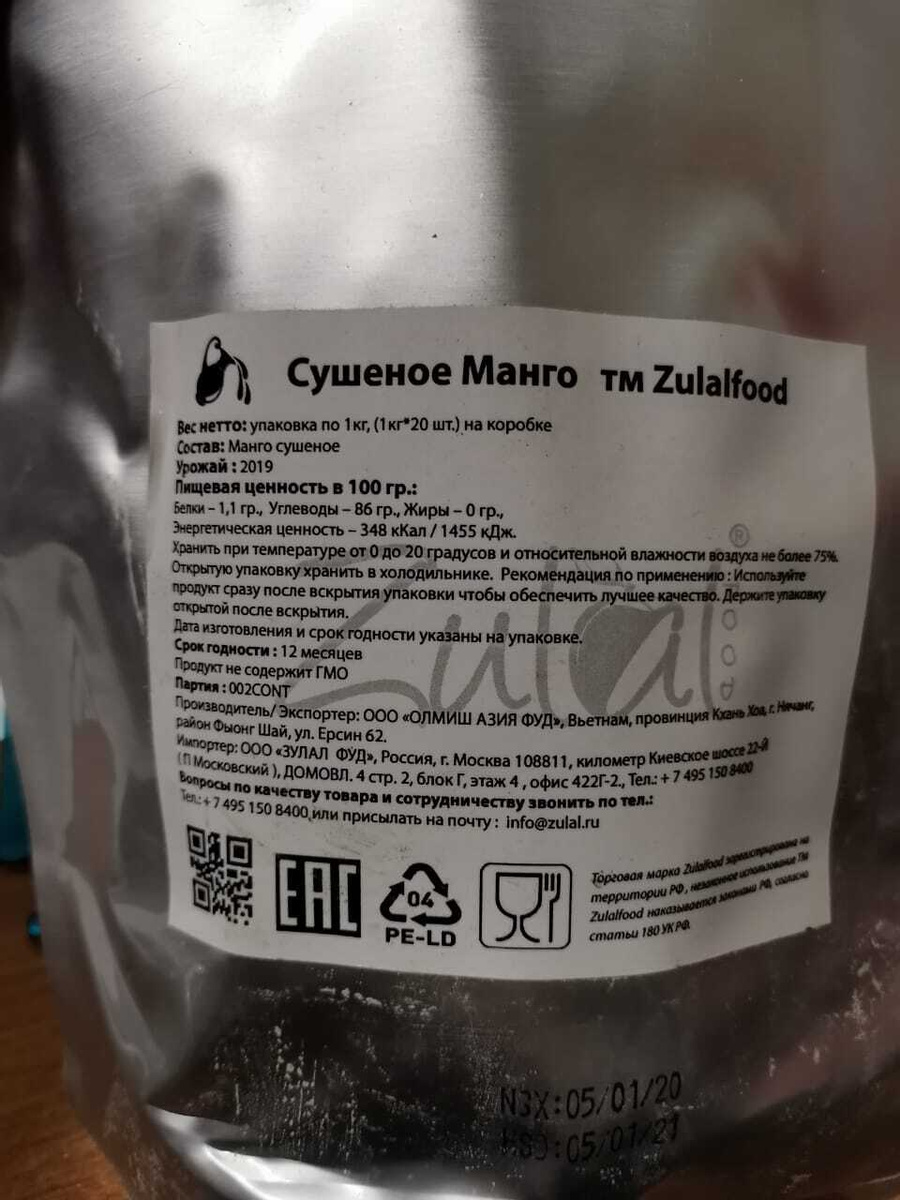 Сушеное Манго тм Zulalfood
Вес нетто: упаковка по 1кг, (1кг*20 шт.) на коробке
Состав: Манго сушеное
Урожай : 2019
Пищевая ценность в 100 гр.:
Белки – 1,1 гр., Углеводы – 86 гр., Жиры – 0 гр.,
Энергетическая ценность – 348 кКал / 1455 кДж.
Хранить при температуре от 0 до 20 градусов и относительной влажности воздуха не более 75%.
Открытую упаковку хранить в холодильнике. Рекомендация по применению : Используйте
продукт сразу после вскрытия упаковки чтобы обеспечить лучшее качество. Держите упаковку
открытой после вскрытия.
Дата изготовления и срок годности указаны на упаковке.
Срок годности : 12 месяцев
Продукт не содержит ГМО
Партия : 002CONT
Zulal food ®
Производитель/ Экспортер: ООО «ОЛМИШ АЗИЯ ФУД», Вьетнам, провинция Кхань Хоа, г. Нячанг,
район Фыонг Шай, ул. Ерсин 62.
Импортер: ООО «ЗУЛАЛ ФУД», Россия, г. Москва 108811, километр Киевское шоссе 22-й
(П Московский ), ДОМОВЛ. 4 стр. 2, блок Г, этаж 4 , офис 422Г-2., Тел.: + 7 495 150 8400
Вопросы по качеству товара и сотрудничеству звонить по тел.:
Тел.: + 7 495 150 8400,или присылать на почту : info@zulal.ru
EAC
04
PE-LD
Торговая марка Zulalfood зарегистрирована на
территории РФ, незаконное использование ТМ
Zulalfood наказывается законами РФ, согласно
статьи 180 УК РФ.
NSX:05/01/20
HSD:05/01/21